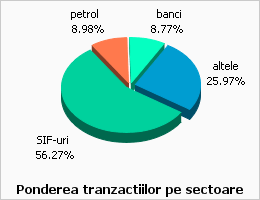 petrol
8.98%
banci
8.77%
altele
25.97%
SIF-uri
56.27%
Ponderea tranzactiilor pe sectoare